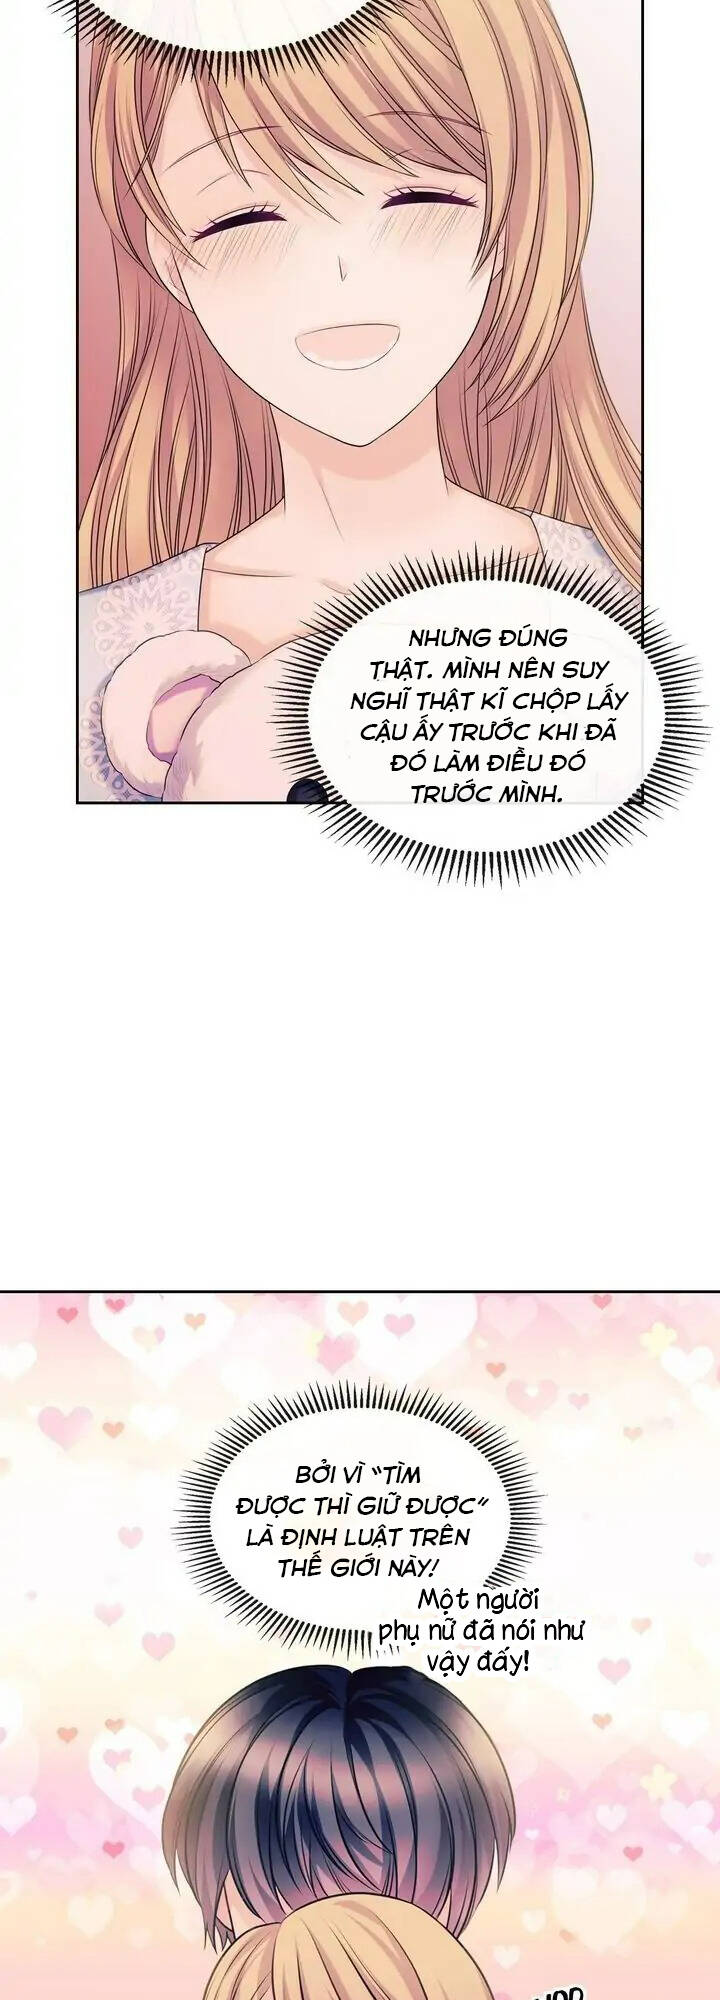 NHƯNG ĐÚNG
THẬT. MÌNH NÊN SUY
NGHĨ THẬT KĨ CHỘP LẤY
CẬU ẤY TRƯỚC KHI ĐÃ
ĐÓ LÀM ĐIỀU ĐÓ
TRƯỚC MÌNH.
BỞI VÌ "TÌM
ĐƯỢC THÌ GIỮ ĐƯỢC"
LÀ ĐỊNH LUẬT TRÊN
THẾ GIỚI NÀY!
Một người
phụ nữ đã nói như
vậy đấy!